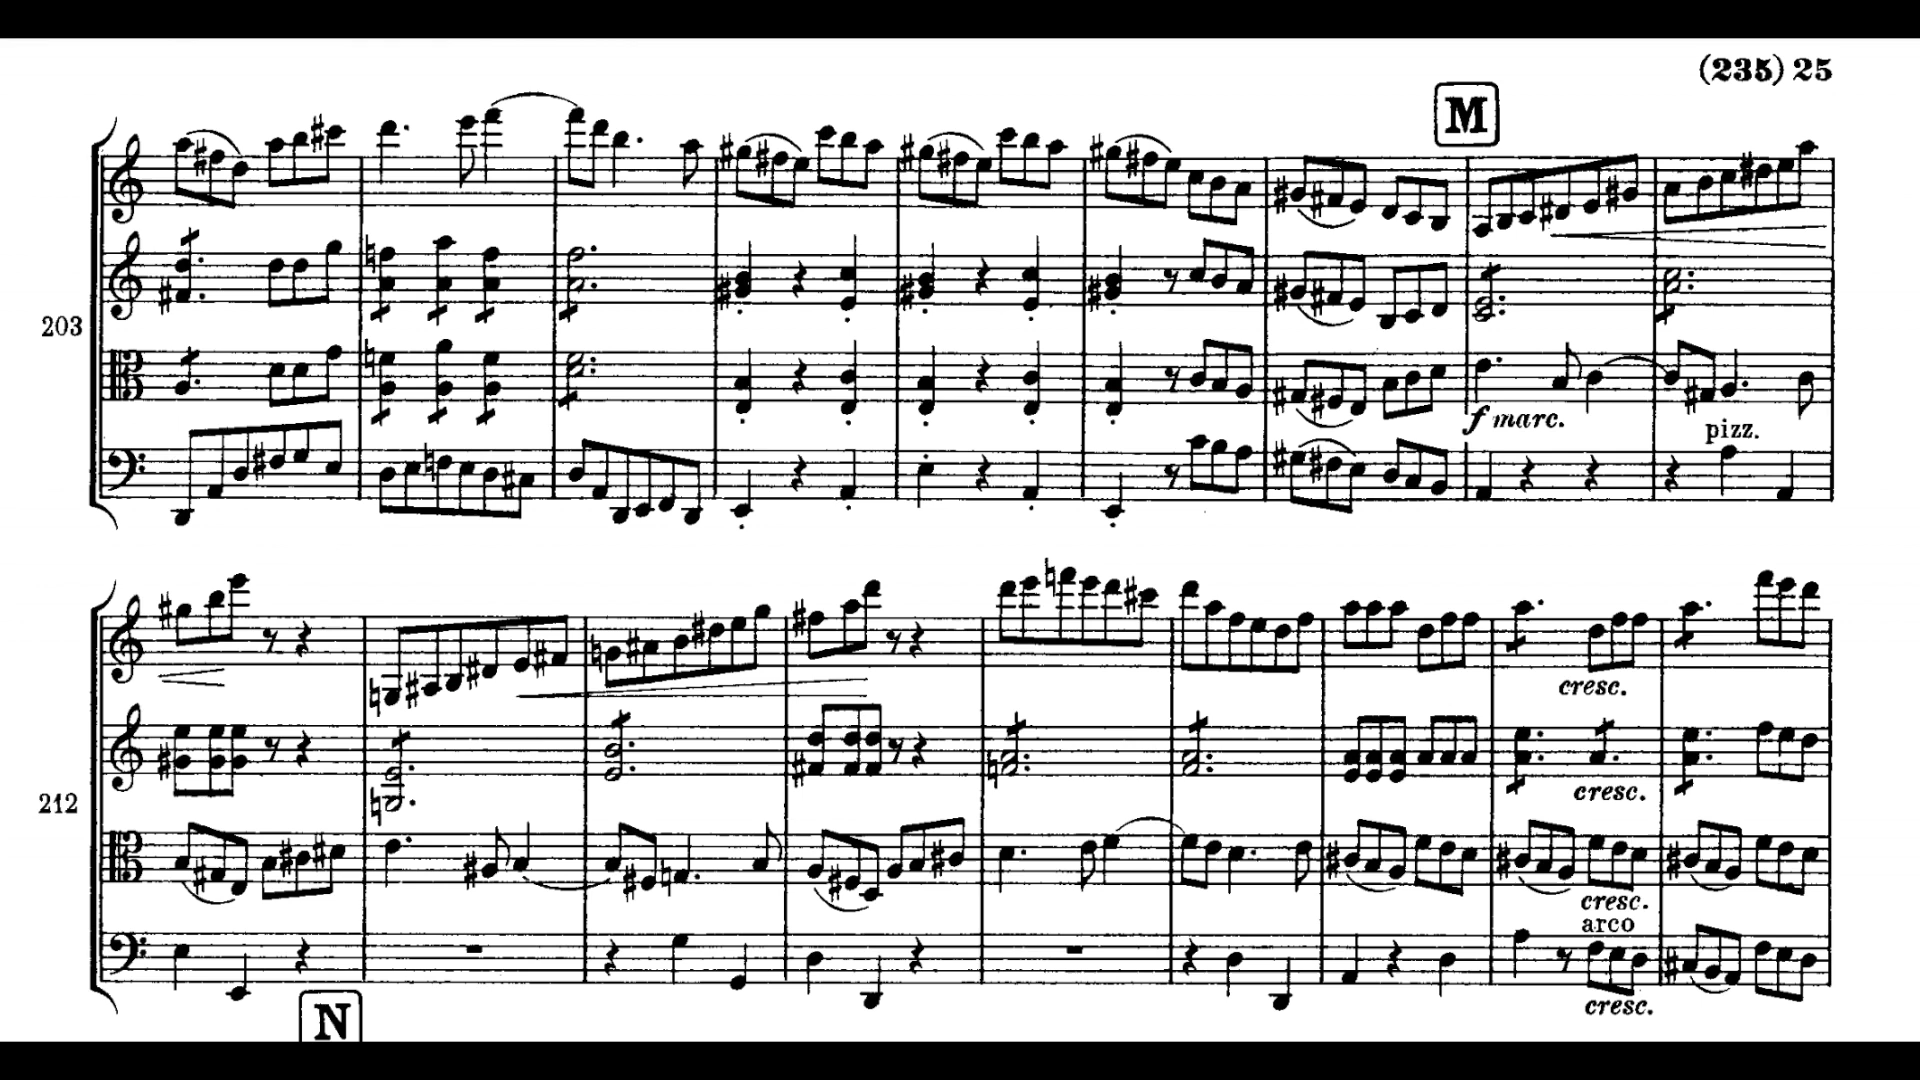 (235) 25
M
203
f marc.
pizz.
cresc.
212
cresc.
cresc.
arco
cresc.
N